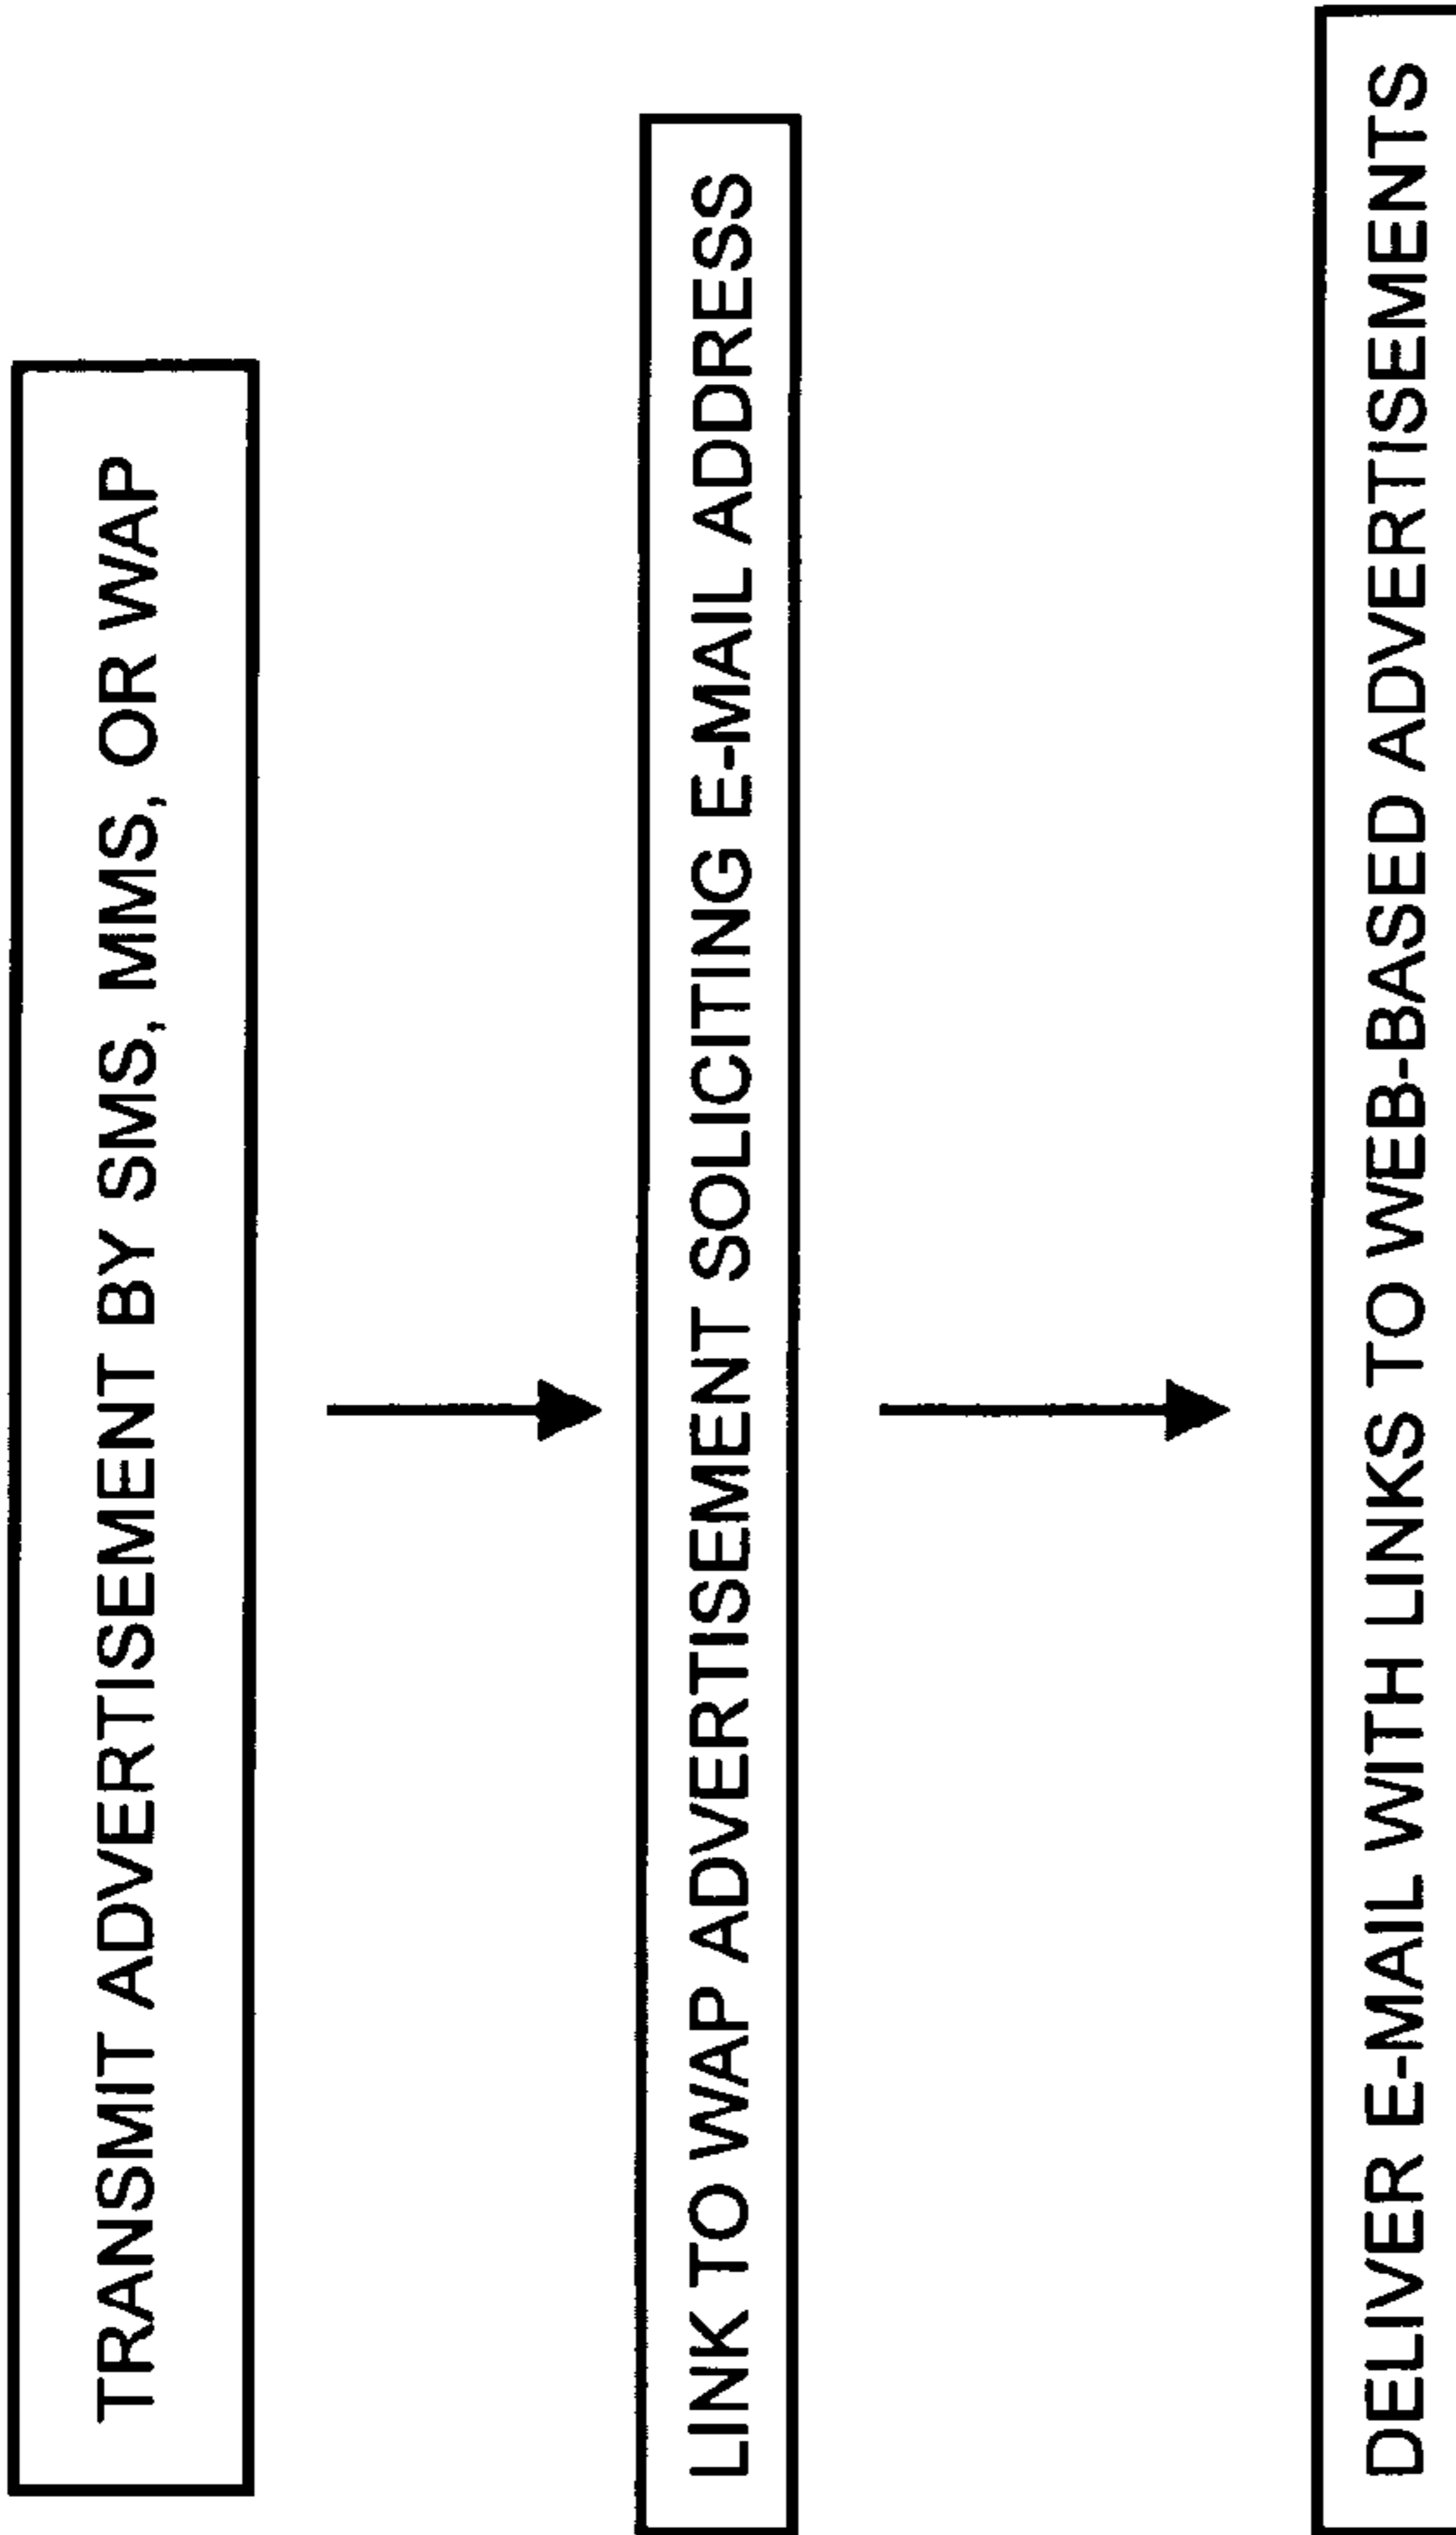 TRANSMIT ADVERTISEMENT BY SMS, MMS, OR WAP
LINK TO WAP ADVERTISEMENT SOLICITING E-MAIL ADDRESS
DELIVER E-MAIL WITH LINKS TO WEB-BASED ADVERTISEMENTS